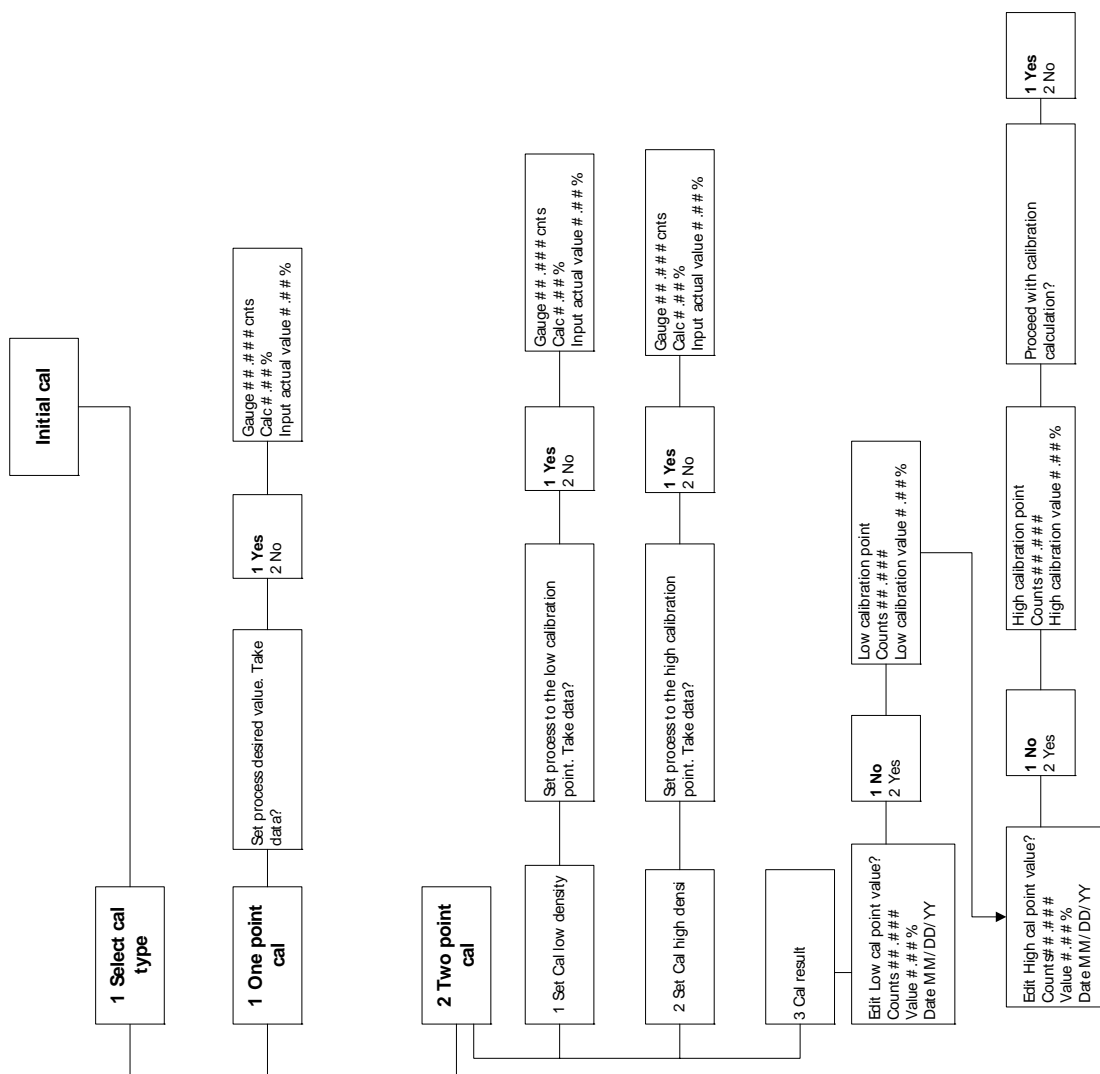 Initial cal
1 Select cal
type
1 One point
cal
Set process desired value. Take
data?
1 Yes
2 No
Gauge ##.### cnts
Calc #.##%
Input actual value #.##%
2 Two point
cal
1 Set Cal low density
Set process to the low calibration
point. Take data?
1 Yes
2 No
Gauge ##.### cnts
Calc #.##%
Input actual value #.##%
2 Set Cal high densi
Set process to the high calibration
point. Take data?
1 Yes
2 No
Gauge ##.### cnts
Calc #.##%
Input actual value #.##%
3 Cal result
Edit Low cal point value?
Counts ##.###
Value #.##%
Date MM/DD/YY
1 No
2 Yes
Low calibration point
Counts ##.###
Low calibration value #.##%
Edit High cal point value?
Counts##.###
Value #.##%
Date MM/DD/YY
1 No
2 Yes
High calibration point
Counts ##.###
High calibration value #.##%
Proceed with calibration
calculation?
1 Yes
2 No